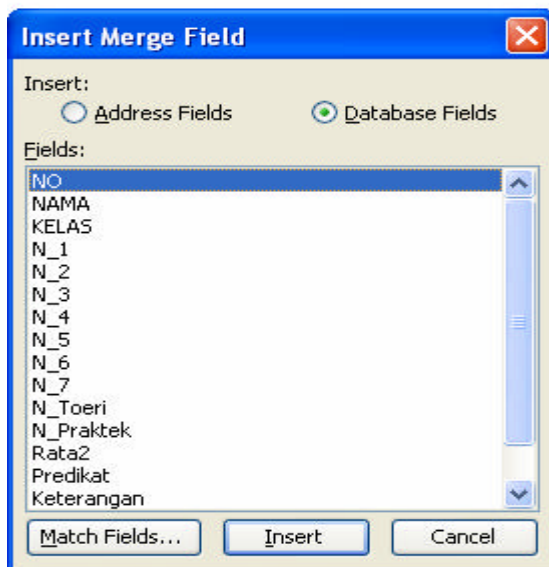 Insert Merge Field
Insert:
Address Fields Database Fields
Fields:
NO
NAMA
KELAS
N_1
N_2
N_3
N_4
N_5
N_6
N_7
N_Toeri
N_Praktek
Rata2
Predikat
Keterangan
Match Fields... Insert Cancel